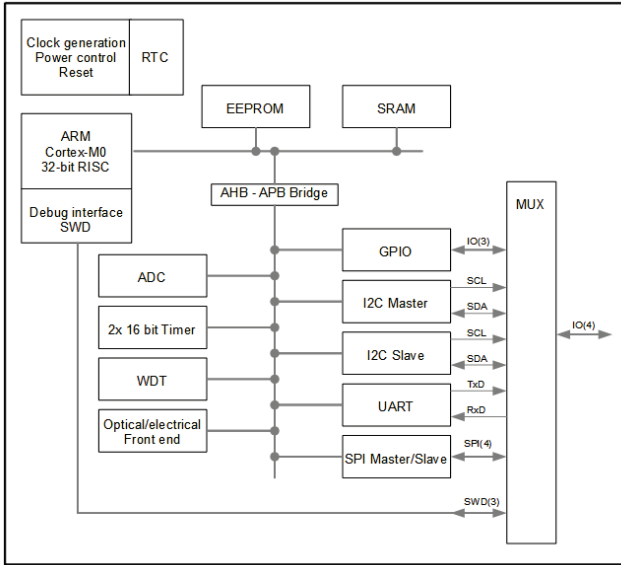 Clock generation
Power control
Reset
RTC
EEPROM
SRAM
ARM
Cortex-M0
32-bit RISC
Debug interface
SWD
AHB - APB Bridge
MUX
GPIO
IO(3)
ADC
I2C Master
SCL
SDA
2x 16 bit Timer
I2C Slave
SCL
SDA
IO(4)
WDT
UART
TxD
RxD
Optical/electrical
Front end
SPI Master/Slave
SPI(4)
SWD(3)